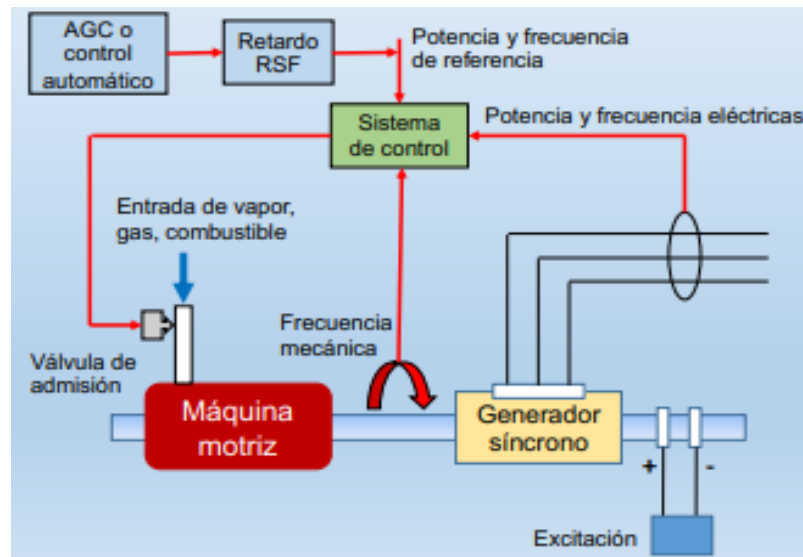 AGC o
control
automático
Retardo
RSF
Potencia y frecuencia
de referencia
Sistema
de control
Potencia y frecuencia eléctricas
Entrada de vapor,
gas, combustible
Frecuencia
mecánica
Válvula de
admisión
Máquina
motriz
Generador
síncrono
+ -
Excitación